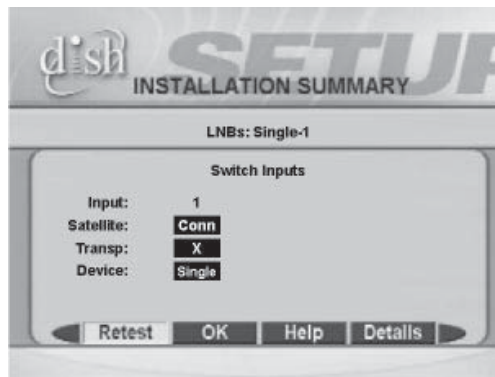 dish SETUP
INSTALLATION SUMMARY
LNBs: Single-1
Switch Inputs
Input: 1
Satellite: Conn
Transp: X
Device: Single
Retest OK Help Details